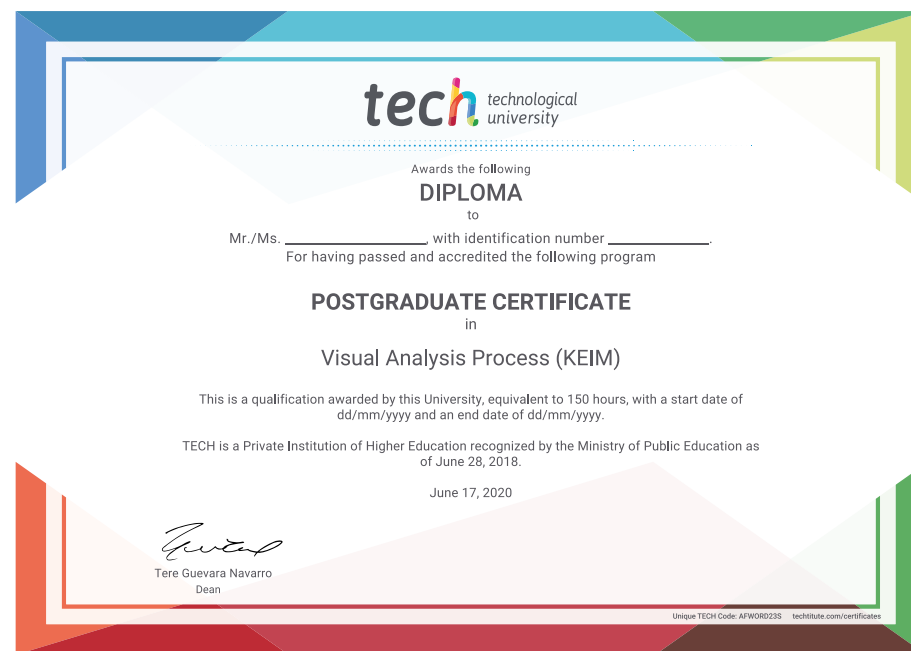 tech technological
university
Awards the following
DIPLOMA
to
Mr./Ms. ____________________, with identification number ______________.
For having passed and accredited the following program
POSTGRADUATE CERTIFICATE
in
Visual Analysis Process (KEIM)
This is a qualification awarded by this University, equivalent to 150 hours, with a start date of
dd/mm/yyyy and an end date of dd/mm/yyyy.
TECH is a Private Institution of Higher Education recognized by the Ministry of Public Education as
of June 28, 2018.
June 17, 2020
Tere Guevara Navarro
Dean
Unique TECH Code: AFWORD23S techtitute.com/certificates